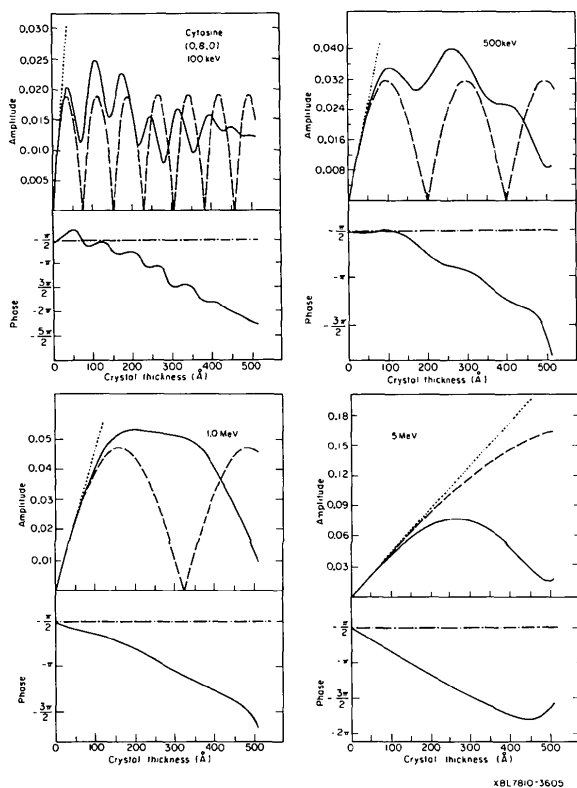 Cytosine
(0,8,0)
100 keV
Amplitude
0.030
0.025
0.020
0.015
0.010
0.005
Phase
-π/2
-π
-3π/2
-2π
-5π/2
0 100 200 300 400 500
Crystal thickness (Å)
500keV
Amplitude
0.040
0.032
0.024
0.016
0.008
Phase
-π/2
-π
-3π/2
0 100 200 300 400 500
Crystal thickness (Å)
1.0 MeV
Amplitude
0.05
0.04
0.03
0.02
0.01
Phase
-π/2
-π
-3π/2
0 100 200 300 400 500
Crystal thickness (Å)
5 MeV
Amplitude
0.18
0.15
0.12
0.09
0.06
0.03
Phase
-π/2
-π
-3π/2
-2π
0 100 200 300 400 500
Crystal thickness (Å)
XBL7810-3605